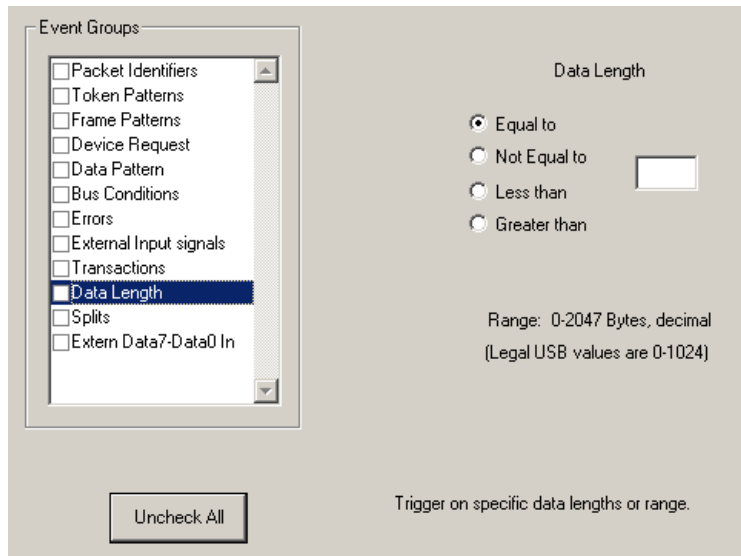 Event Groups
Packet Identifiers
Token Patterns
Frame Patterns
Device Request
Data Pattern
Bus Conditions
Errors
External Input signals
Transactions
Data Length
Splits
Extern Data7-Data0 In
Uncheck All
Data Length
Equal to
Not Equal to
Less than
Greater than
Range: 0-2047 Bytes, decimal
(Legal USB values are 0-1024)
Trigger on specific data lengths or range.